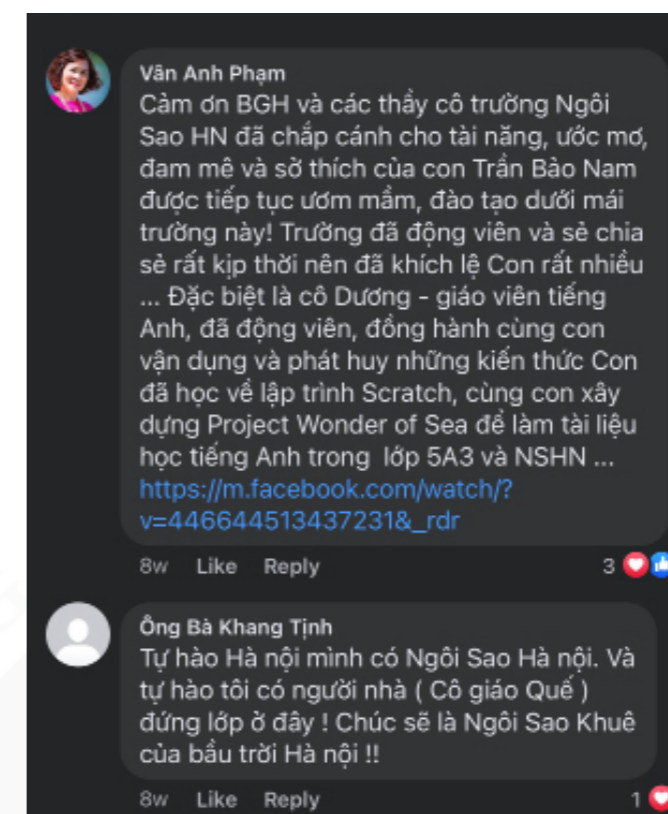 Vân Anh Phạm
Cảm ơn BGH và các thầy cô trường Ngôi
Sao HN đã chắp cánh cho tài năng, ước mơ,
đam mê và sở thích của con Trần Bảo Nam
được tiếp tục ươm mầm, đào tạo dưới mái
trường này! Trường đã động viên và sẻ chia
sẻ rất kịp thời nên đã khích lệ Con rất nhiều
... Đặc biệt là cô Dương - giáo viên tiếng
Anh, đã động viên, đồng hành cùng con
vận dụng và phát huy những kiến thức Con
đã học về lập trình Scratch, cùng con xây
dựng Project Wonder of Sea để làm tài liệu
học tiếng Anh trong lớp 5A3 và NSHN ...
https://m.facebook.com/watch/?
v=446644513437231&_rdr
8w Like Reply 3
Ông Bà Khang Tịnh
Tự hào Hà nội mình có Ngôi Sao Hà nội. Và
tự hào tôi có người nhà ( Cô giáo Quế )
đứng lớp ở đây ! Chúc sẽ là Ngôi Sao Khuê
của bầu trời Hà nội !!
8w Like Reply 1